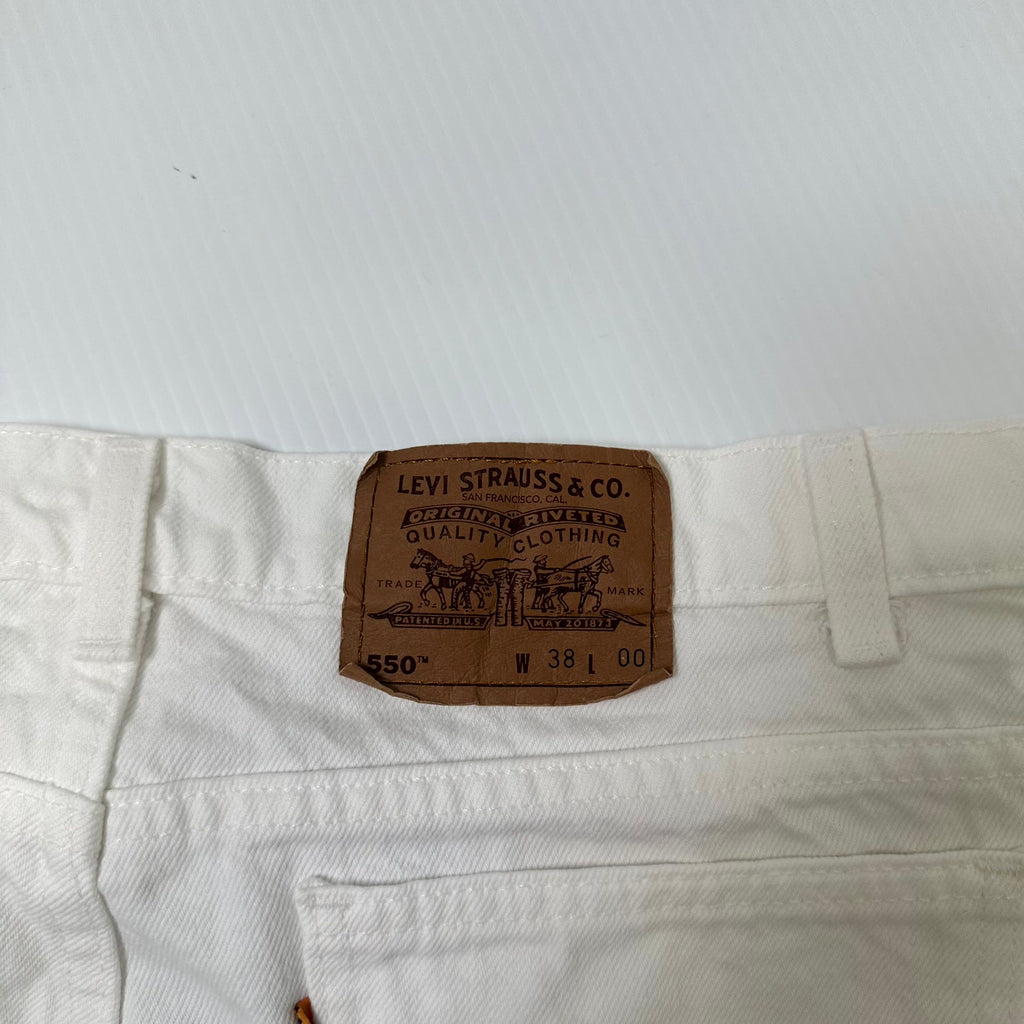 LEVI STRAUSS & CO.
SAN FRANCISCO, CAL.
ORIGINAL RIVETED
QUALITY CLOTHING
TRADE MARK
PATENTED IN U.S. MAY 20 1873
550™ W 38 L 00